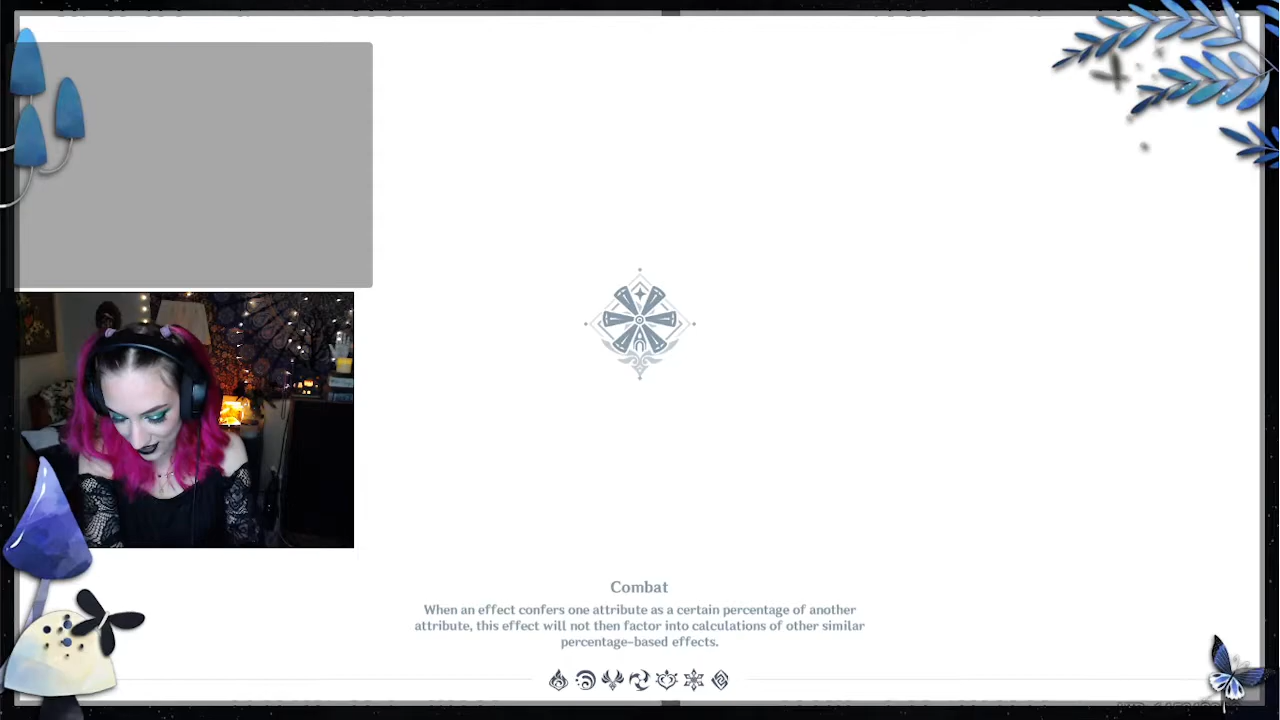 Combat
When an effect confers one attribute as a certain percentage of another
attribute, this effect will not then factor into calculations of other similar
percentage-based effects.